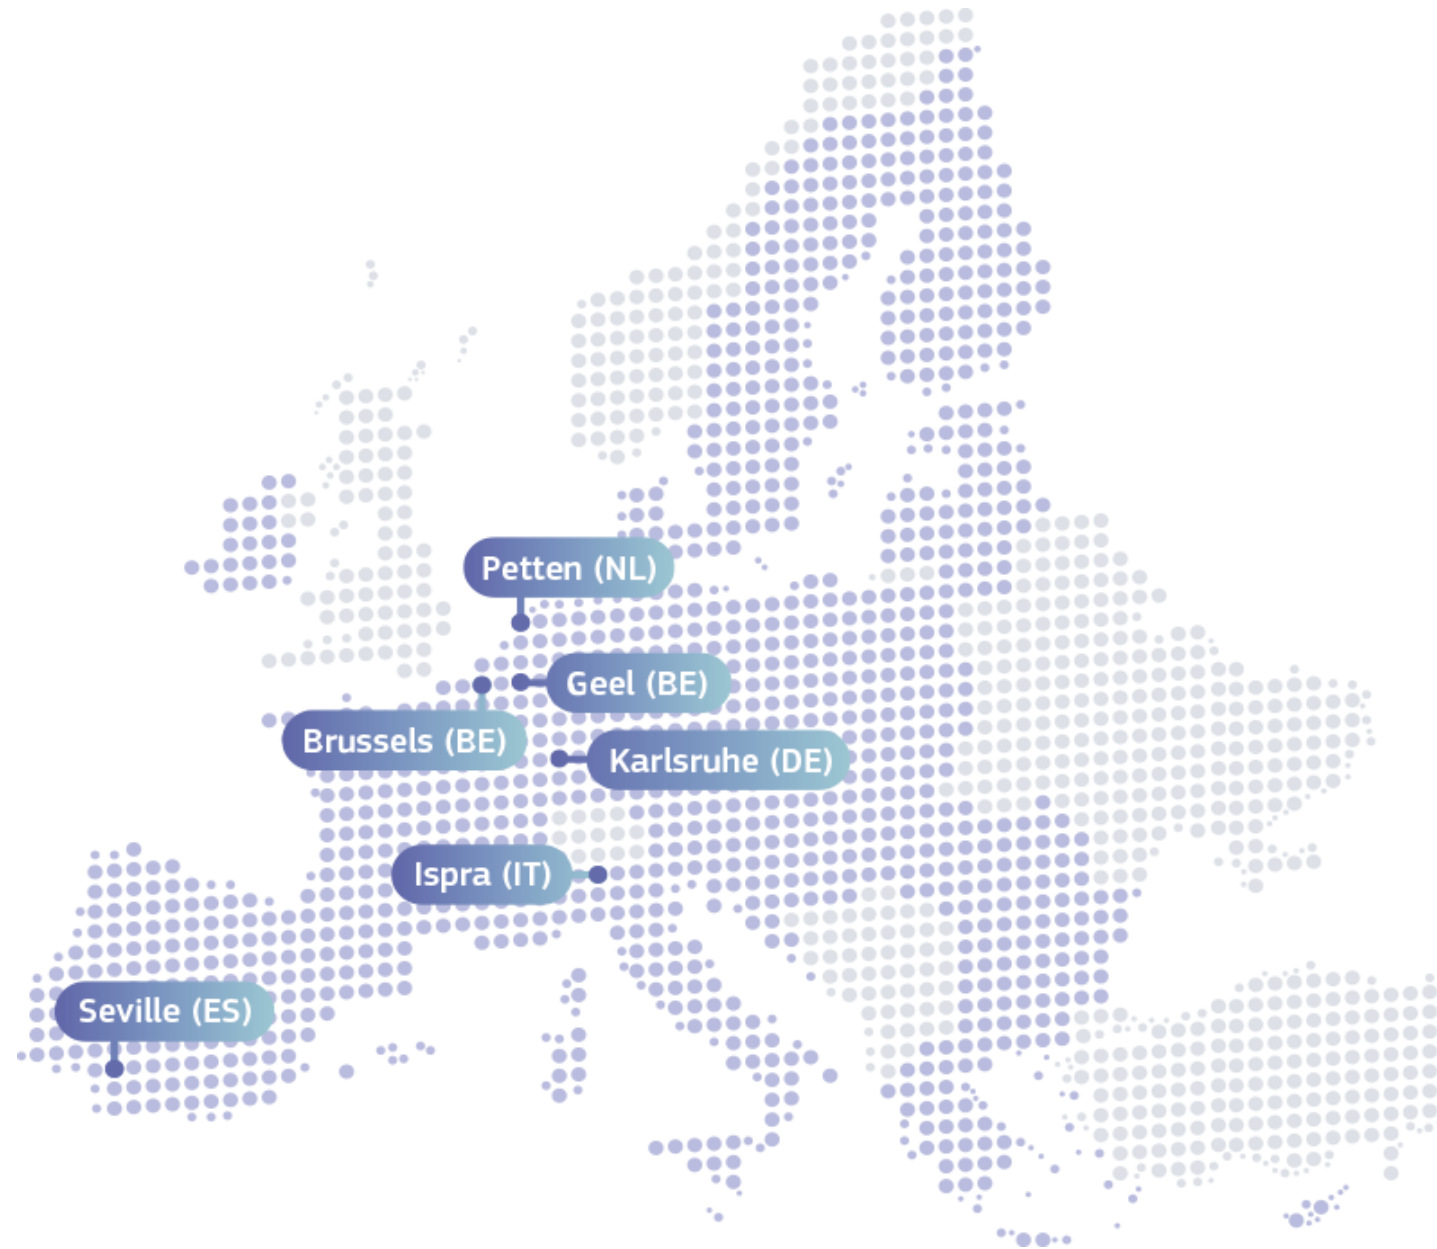 Petten (NL)
Geel (BE)
Brussels (BE)
Karlsruhe (DE)
Ispra (IT)
Seville (ES)